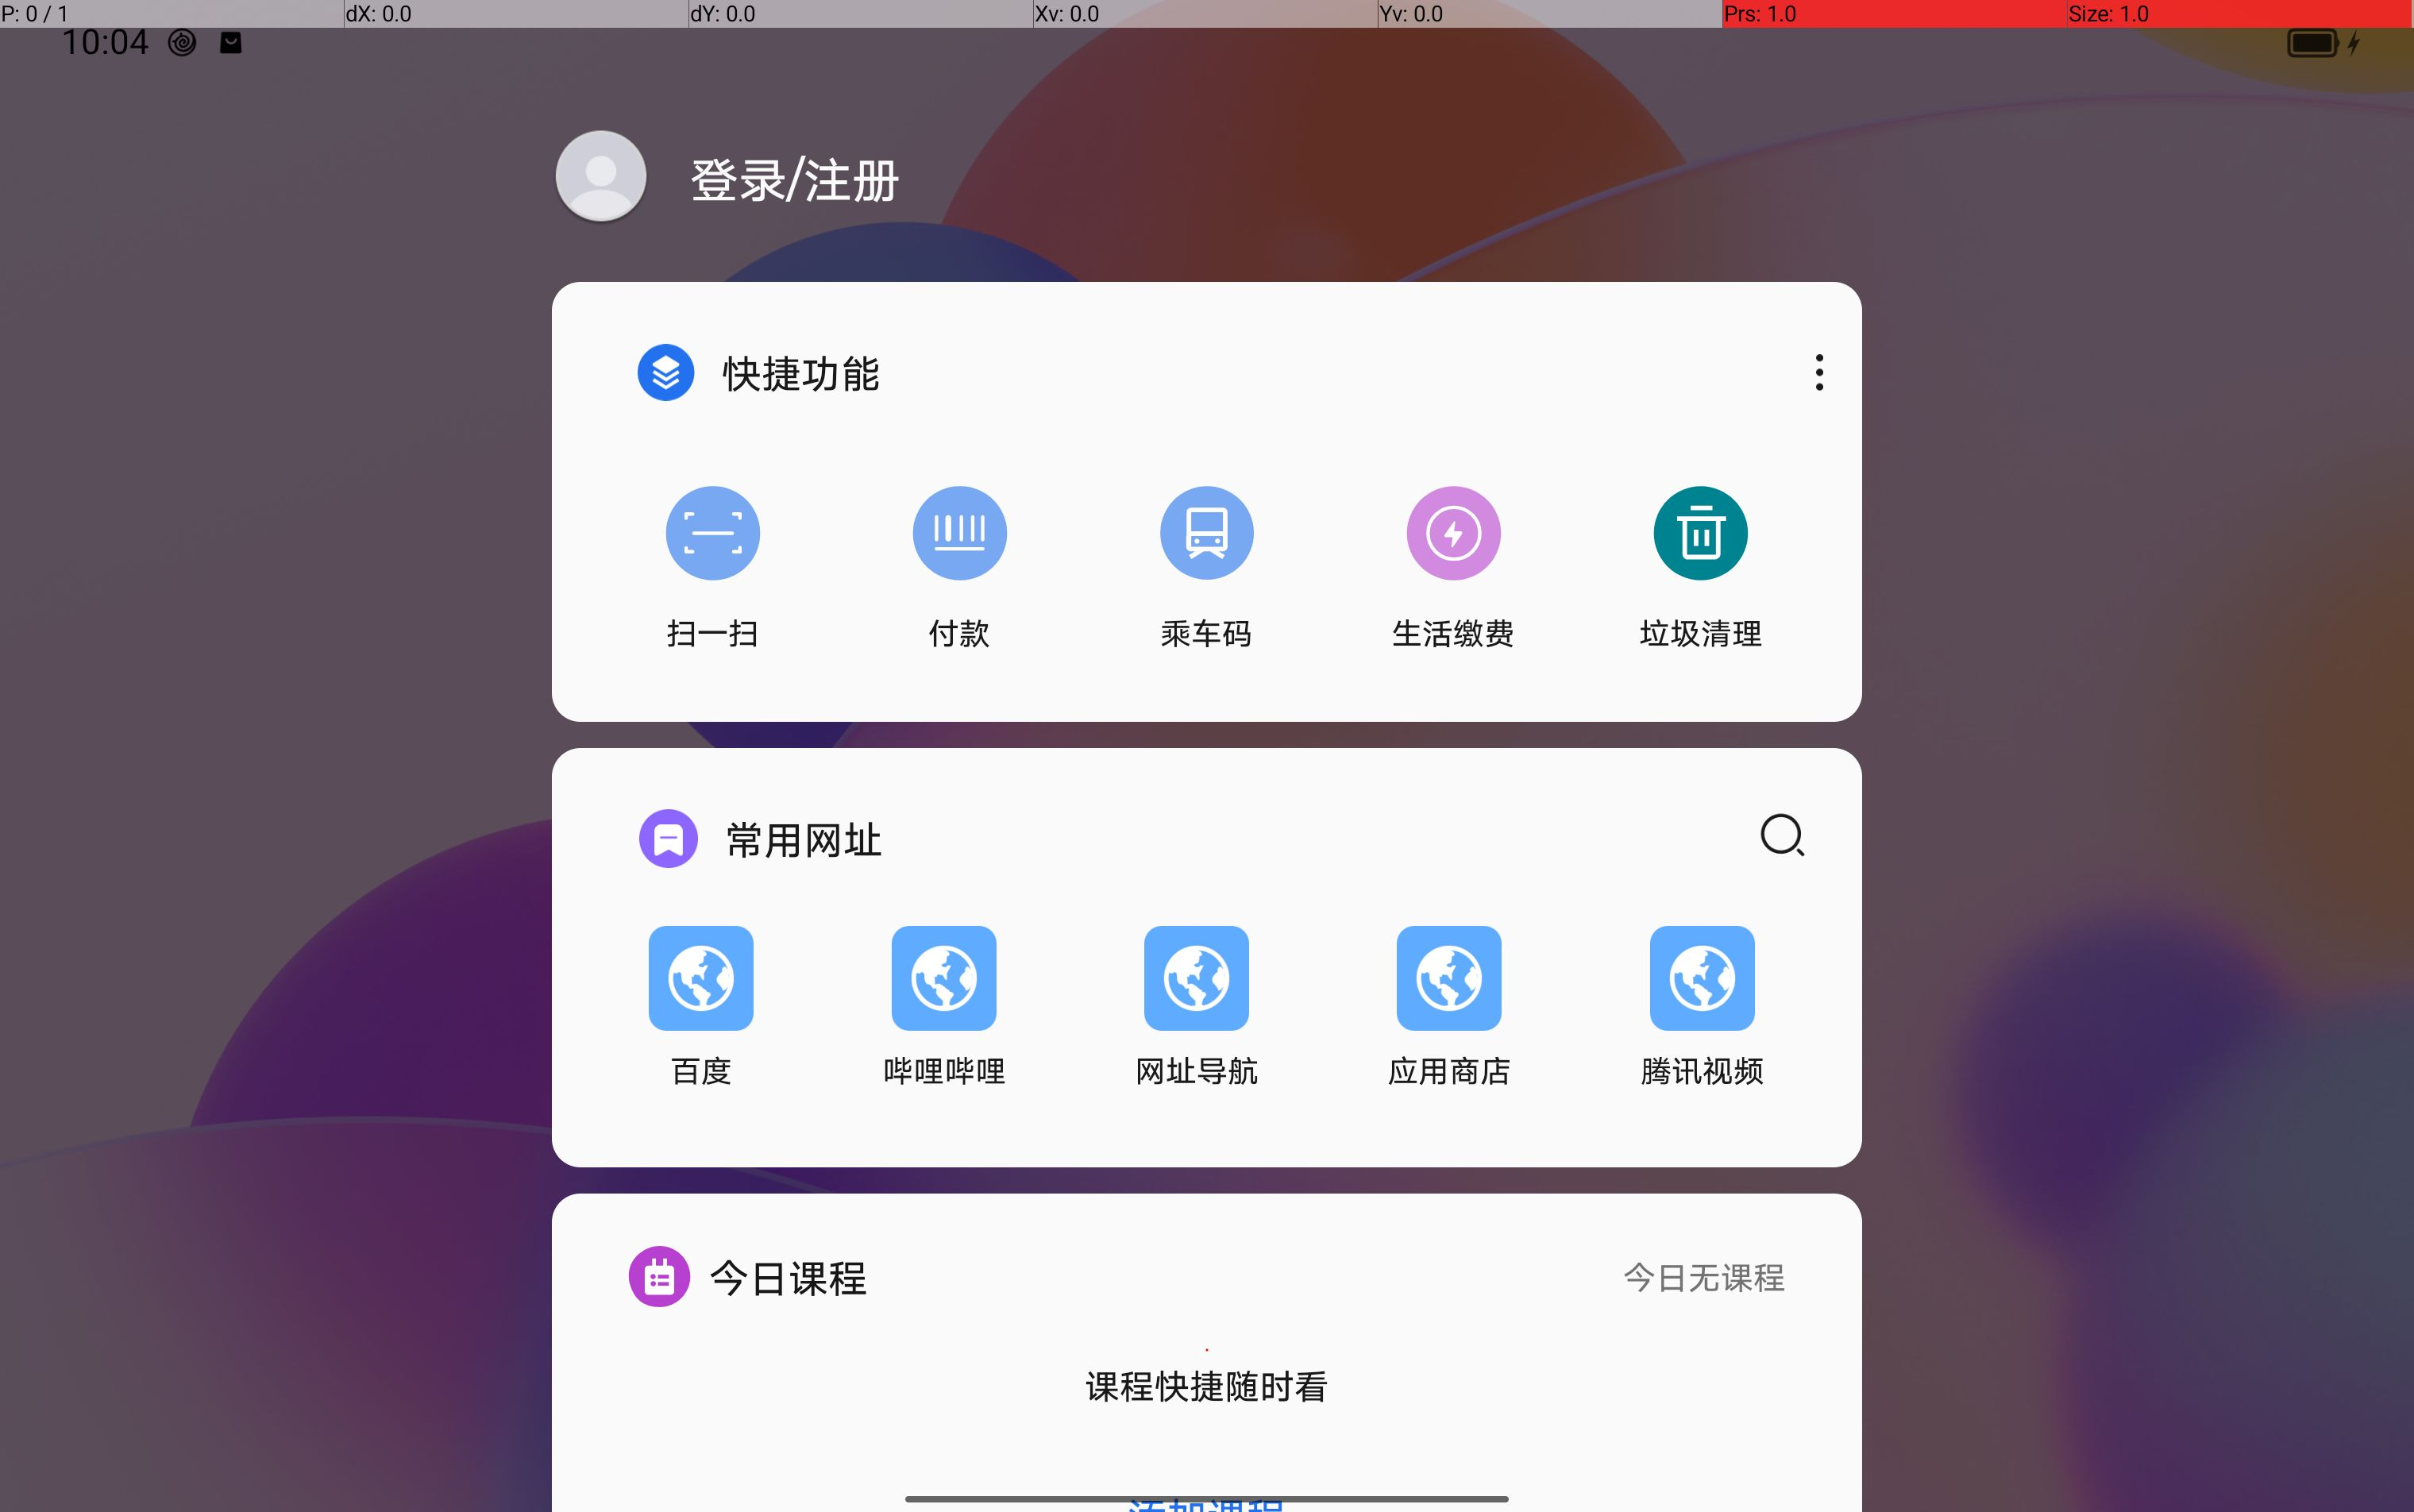 P: 0 / 1 dX: 0.0 dY: 0.0 Xv: 0.0 Yv: 0.0 Prs: 1.0 Size: 1.0
10:04
登录/注册
快捷功能
扫一扫 付款 乘车码 生活缴费 垃圾清理
常用网址
百度 哔哩哔哩 网址导航 应用商店 腾讯视频
今日课程 今日无课程
课程快捷随时看
添加课程